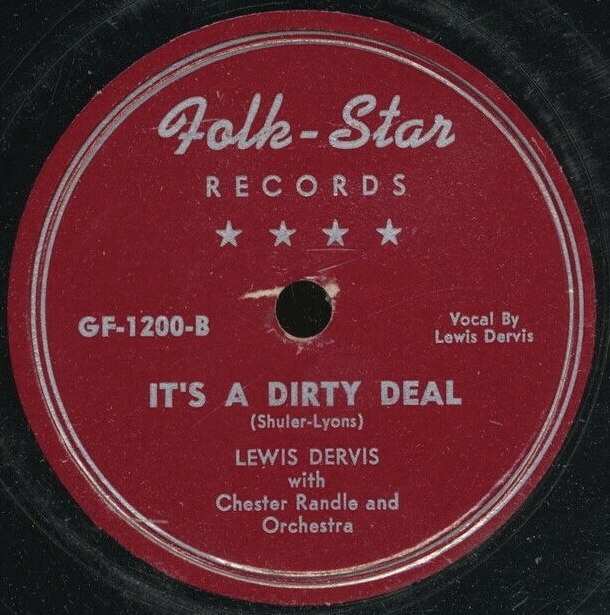 Folk-Star
RECORDS
GF-1200-B
Vocal By
Lewis Dervis
IT'S A DIRTY DEAL
(Shuler-Lyons)
LEWIS DERVIS
with
Chester Randle and
Orchestra